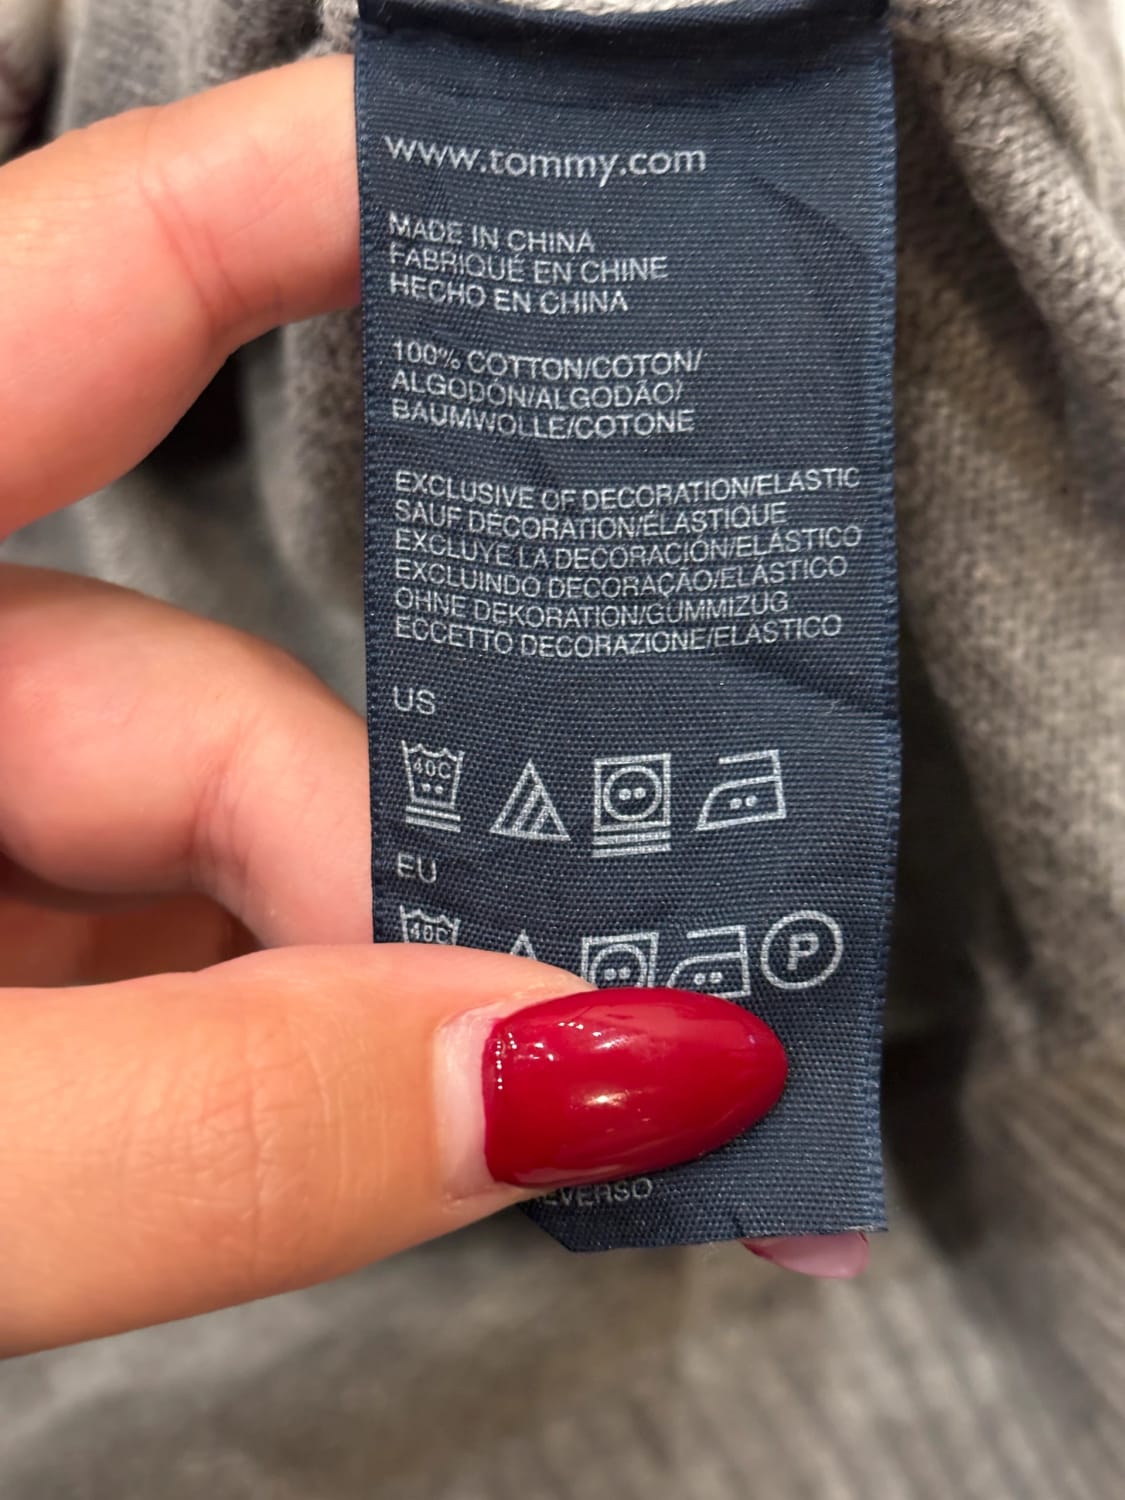 www.tommy.com
MADE IN CHINA
FABRIQUÉ EN CHINE
HECHO EN CHINA
100% COTTON/COTON/
ALGODÓN/ALGODÃO/
BAUMWOLLE/COTONE
EXCLUSIVE OF DECORATION/ELASTIC
SAUF DÉCORATION/ÉLASTIQUE
EXCLUYE LA DECORACIÓN/ELÁSTICO
EXCLUINDO DECORAÇÃO/ELÁSTICO
OHNE DEKORATION/GUMMIZUG
ECCETTO DECORAZIONE/ELASTICO
US
40C
EU
40C
P